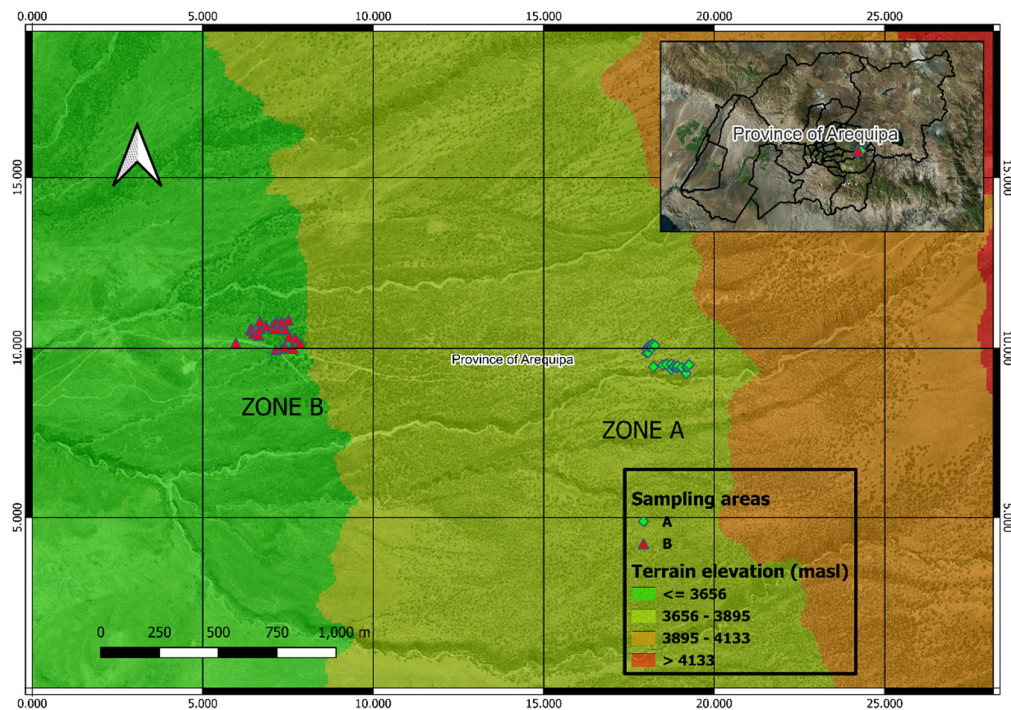 0.000 5.000 10.000 15.000 20.000 25.000
Province of Arequipa
15.000 15.000
10.000 10.000
Province of Arequipa
ZONE B
ZONE A
5.000 5.000
Sampling areas
A
B
Terrain elevation (masl)
<= 3656
3656 - 3895
3895 - 4133
> 4133
0 250 500 750 1,000 m
0.000 5.000 10.000 15.000 20.000 25.000